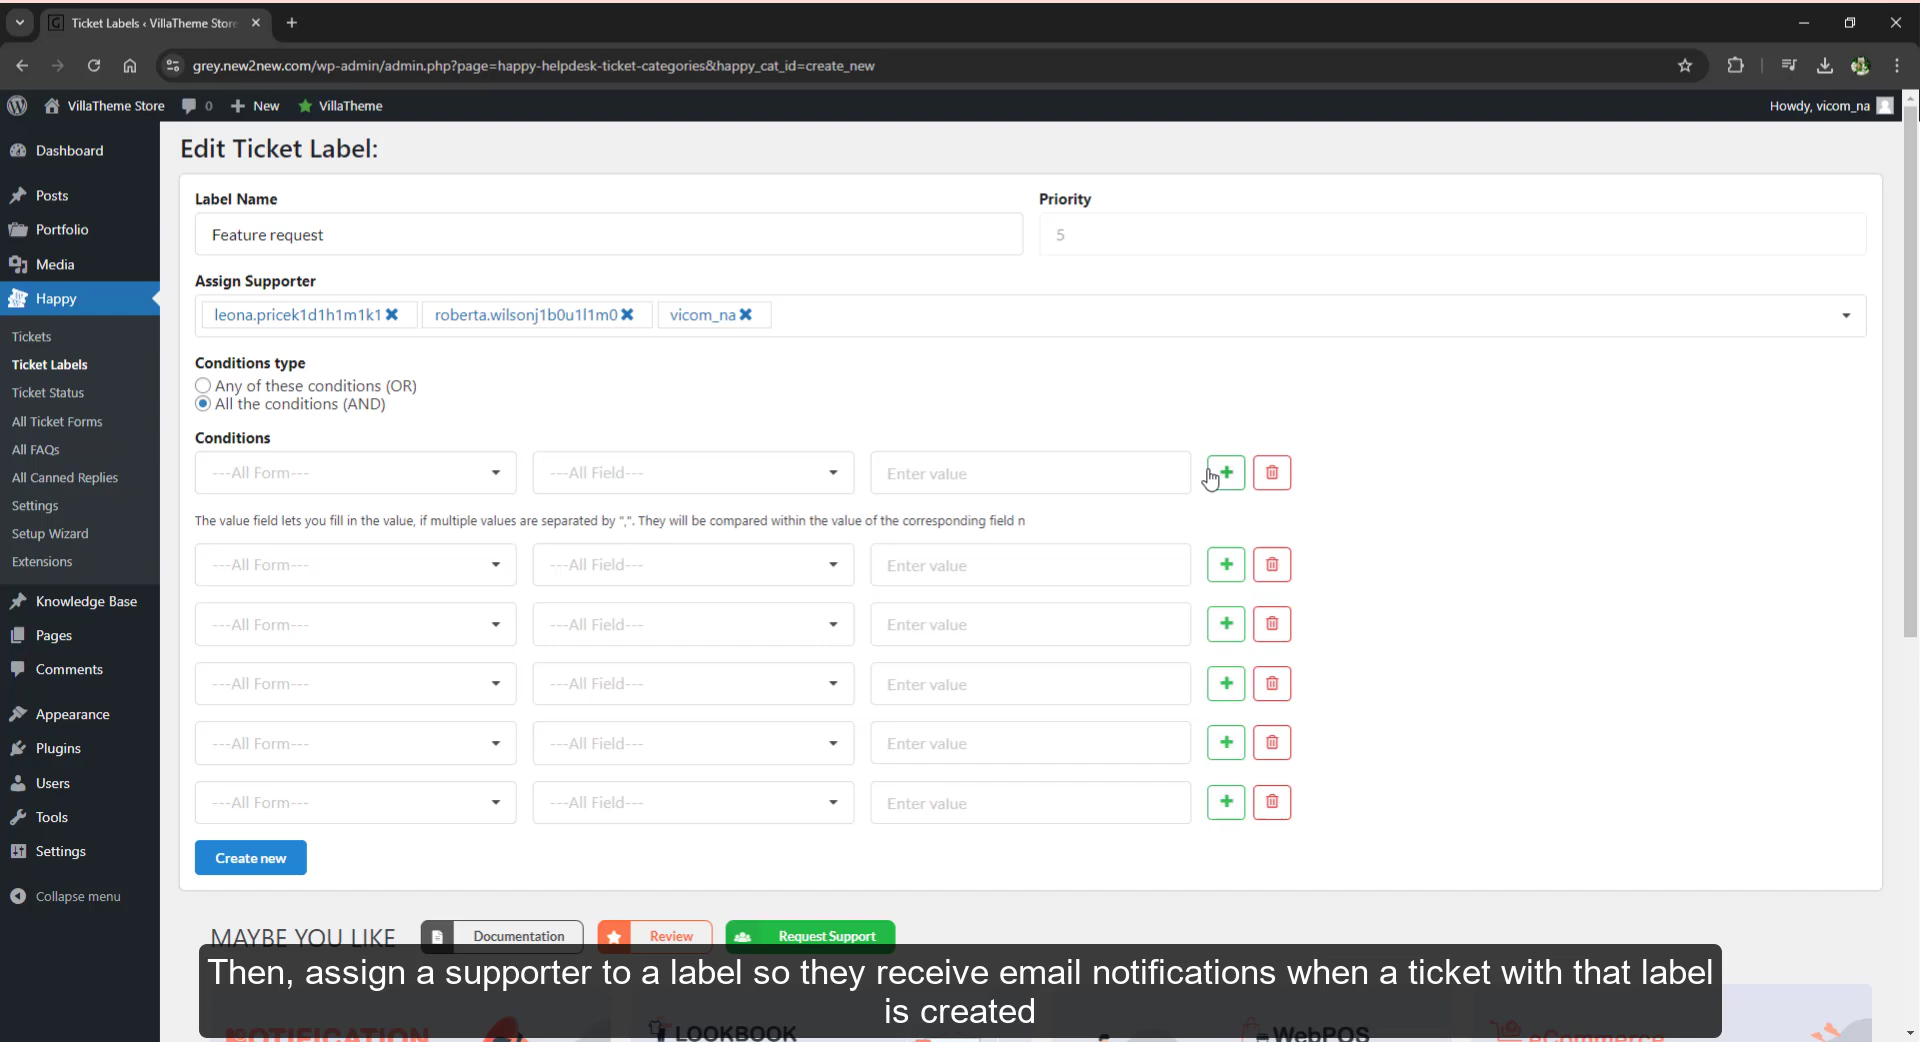 Ticket Labels ‹ VillaTheme Store
grey.new2new.com/wp-admin/admin.php?page=happy-helpdesk-ticket-categories&happy_cat_id=create_new
VillaTheme Store 0 New VillaTheme Howdy, vicom_na
Dashboard
Posts
Portfolio
Media
Happy
Tickets
Ticket Labels
Ticket Status
All Ticket Forms
All FAQs
All Canned Replies
Settings
Setup Wizard
Extensions
Knowledge Base
Pages
Comments
Appearance
Plugins
Users
Tools
Settings
Collapse menu
Edit Ticket Label:
Label Name Priority
Feature request 5
Assign Supporter
leona.pricek1d1h1m1k1 roberta.wilsonj1b0u1l1m0 vicom_na
Conditions type
Any of these conditions (OR)
All the conditions (AND)
Conditions
---All Form--- ---All Field--- Enter value
The value field lets you fill in the value, if multiple values are separated by ",". They will be compared within the value of the corresponding field n
---All Form--- ---All Field--- Enter value
---All Form--- ---All Field--- Enter value
---All Form--- ---All Field--- Enter value
---All Form--- ---All Field--- Enter value
---All Form--- ---All Field--- Enter value
Create new
MAYBE YOU LIKE Documentation Review Request Support
Then, assign a supporter to a label so they receive email notifications when a ticket with that label
is created
NOTIFICATION LOOKBOOK WebPOS eCommerce